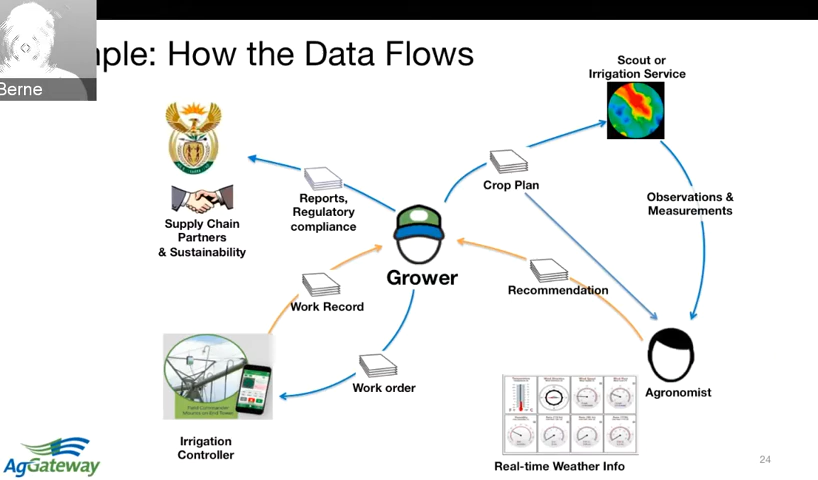 mple: How the Data Flows
Berne
Scout or
Irrigation Service
Crop Plan
Reports,
Regulatory
compliance
Observations &
Measurements
Supply Chain
Partners
& Sustainability
Grower
Recommendation
Work Record
Work order
Agronomist
Irrigation
Controller
Real-time Weather Info
AgGateway
24